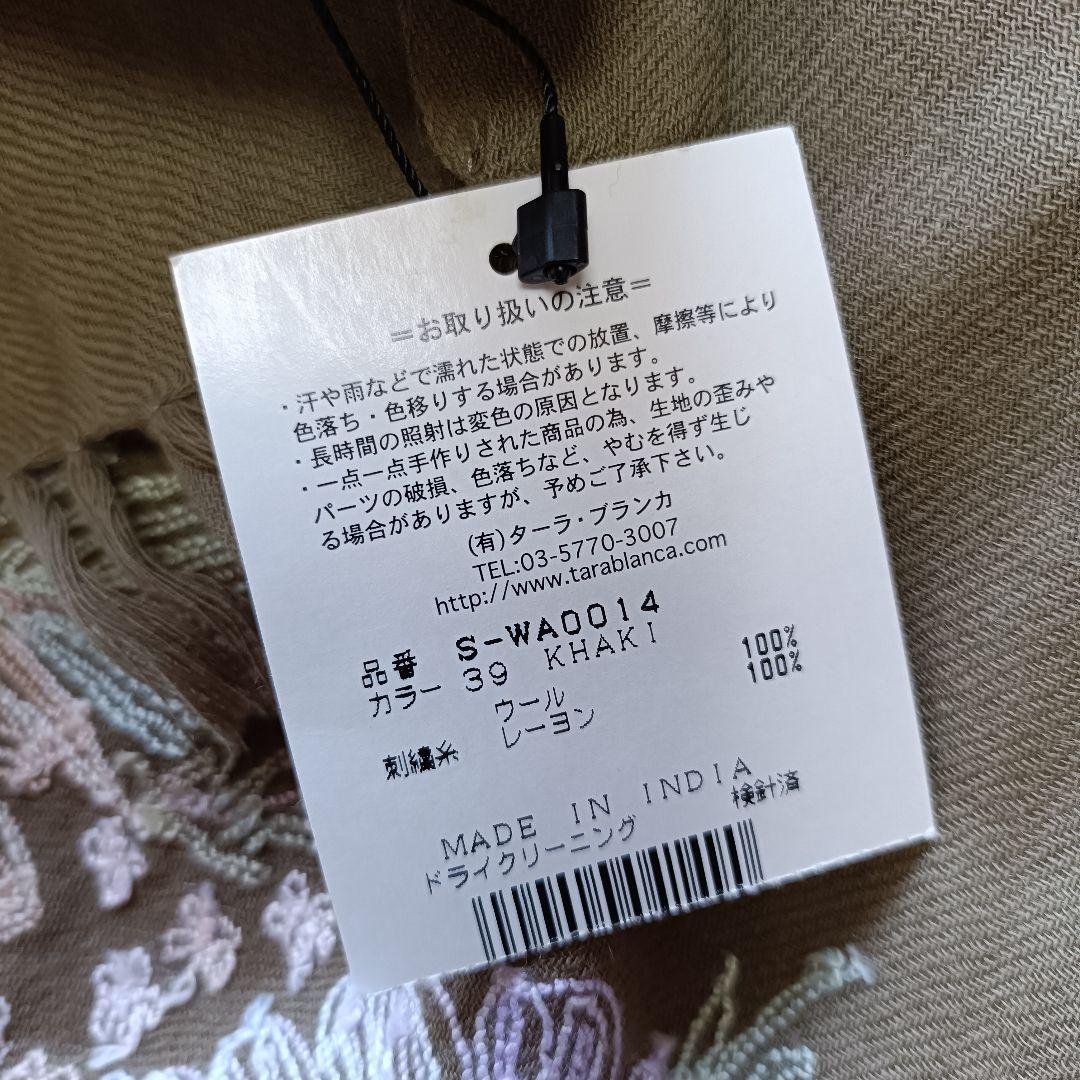 =お取り扱いの注意=
・汗や雨などで濡れた状態での放置、摩擦等により
色落ち・色移りする場合があります。
・長時間の照射は変色の原因となります。
・一点一点手作りされた商品の為、生地の歪みや
パーツの破損、色落ちなど、やむを得ず生じ
る場合がありますが、予めご了承下さい。
(有)ターラ・ブランカ
TEL:03-5770-3007
http://www.tarablanca.com
品番 S-WA0014
カラー 39 KHAKI
ウール 100%
刺繍糸 レーヨン 100%
MADE IN INDIA
ドライクリーニング 検針済